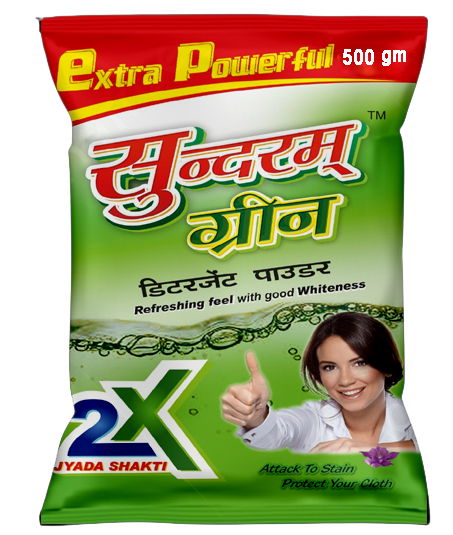 Extra Powerful 500 gm
TM
सुन्दरम्
ग्रीन
डिटरजेंट पाउडर
Refreshing feel with good Whiteness
2X
JYADA SHAKTI
Attack To Stain
Protect Your Cloth